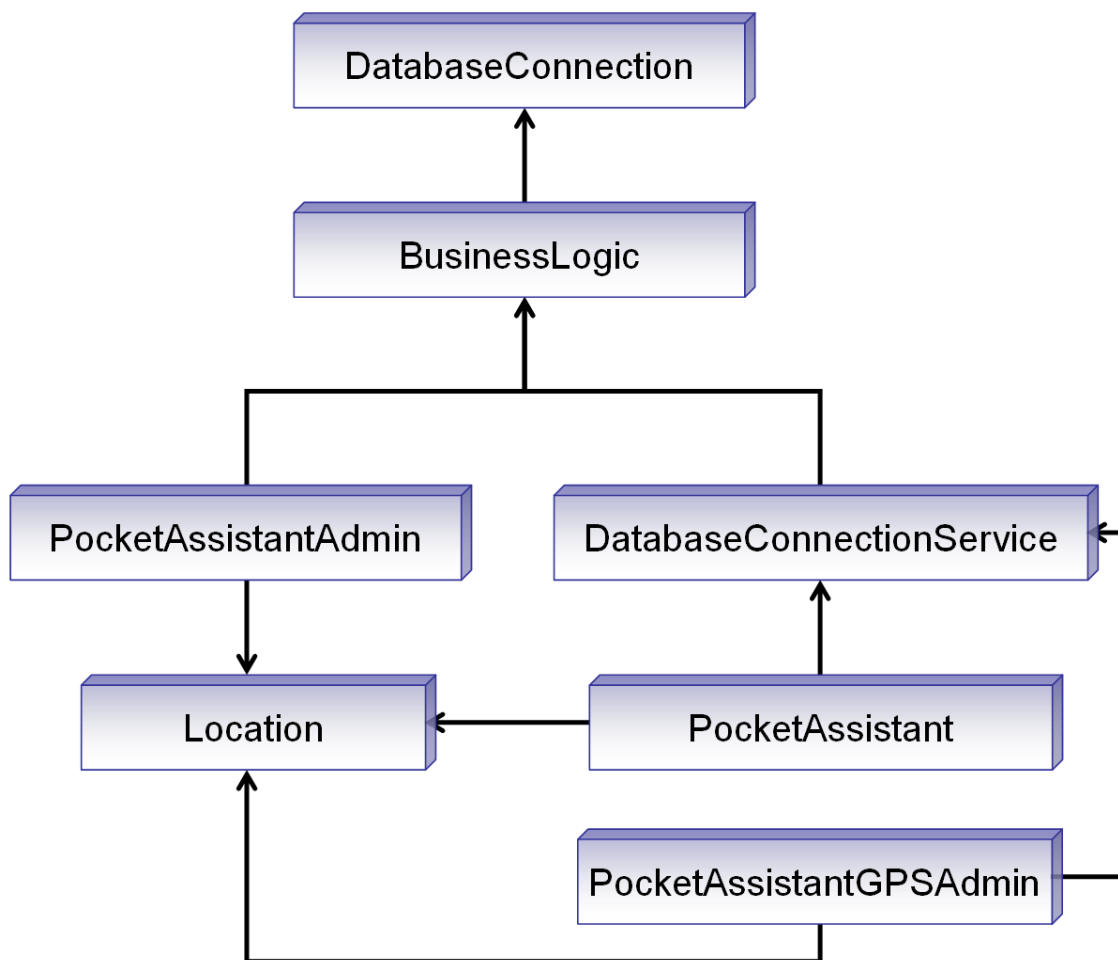 DatabaseConnection
BusinessLogic
PocketAssistantAdmin
DatabaseConnectionService
Location
PocketAssistant
PocketAssistantGPSAdmin